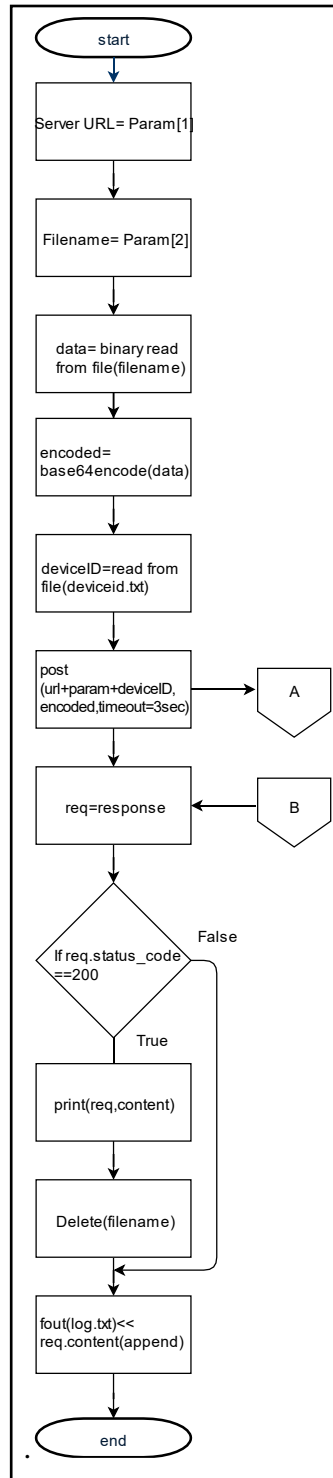 start
Server URL= Param[1]
Filename= Param[2]
data= binary read
from file(filename)
encoded=
base64encode(data)
deviceID=read from
file(deviceid.txt)
post
(url+param+deviceID,
encoded,timeout=3sec)
A
req=response
B
If req.status_code
==200
False
True
print(req,content)
Delete(filename)
fout(log.txt)<<
req.content(append)
end
.